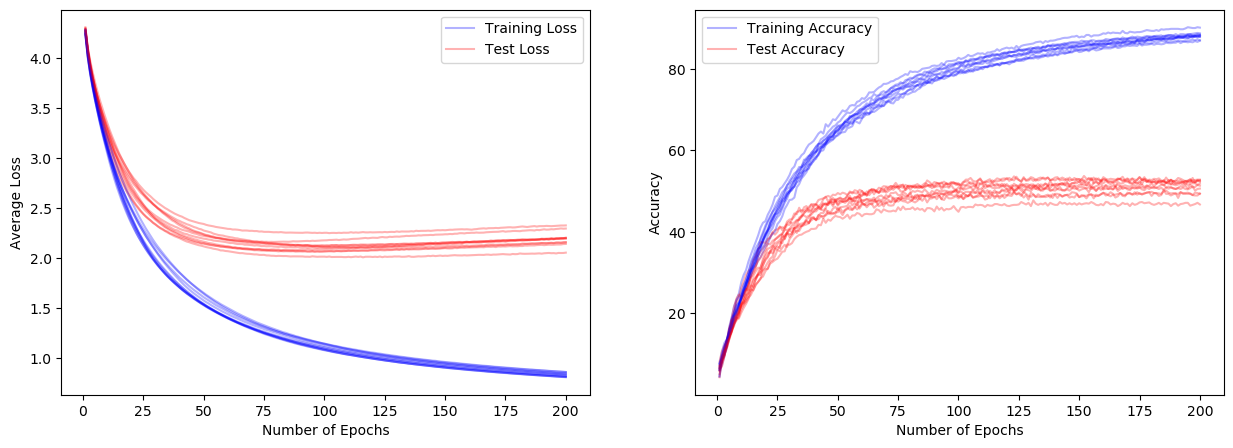 Training Loss
Test Loss
4.0
3.5
3.0
2.5
2.0
1.5
1.0
Average Loss
0 25 50 75 100 125 150 175 200
Number of Epochs
Training Accuracy
Test Accuracy
80
60
40
20
Accuracy
0 25 50 75 100 125 150 175 200
Number of Epochs